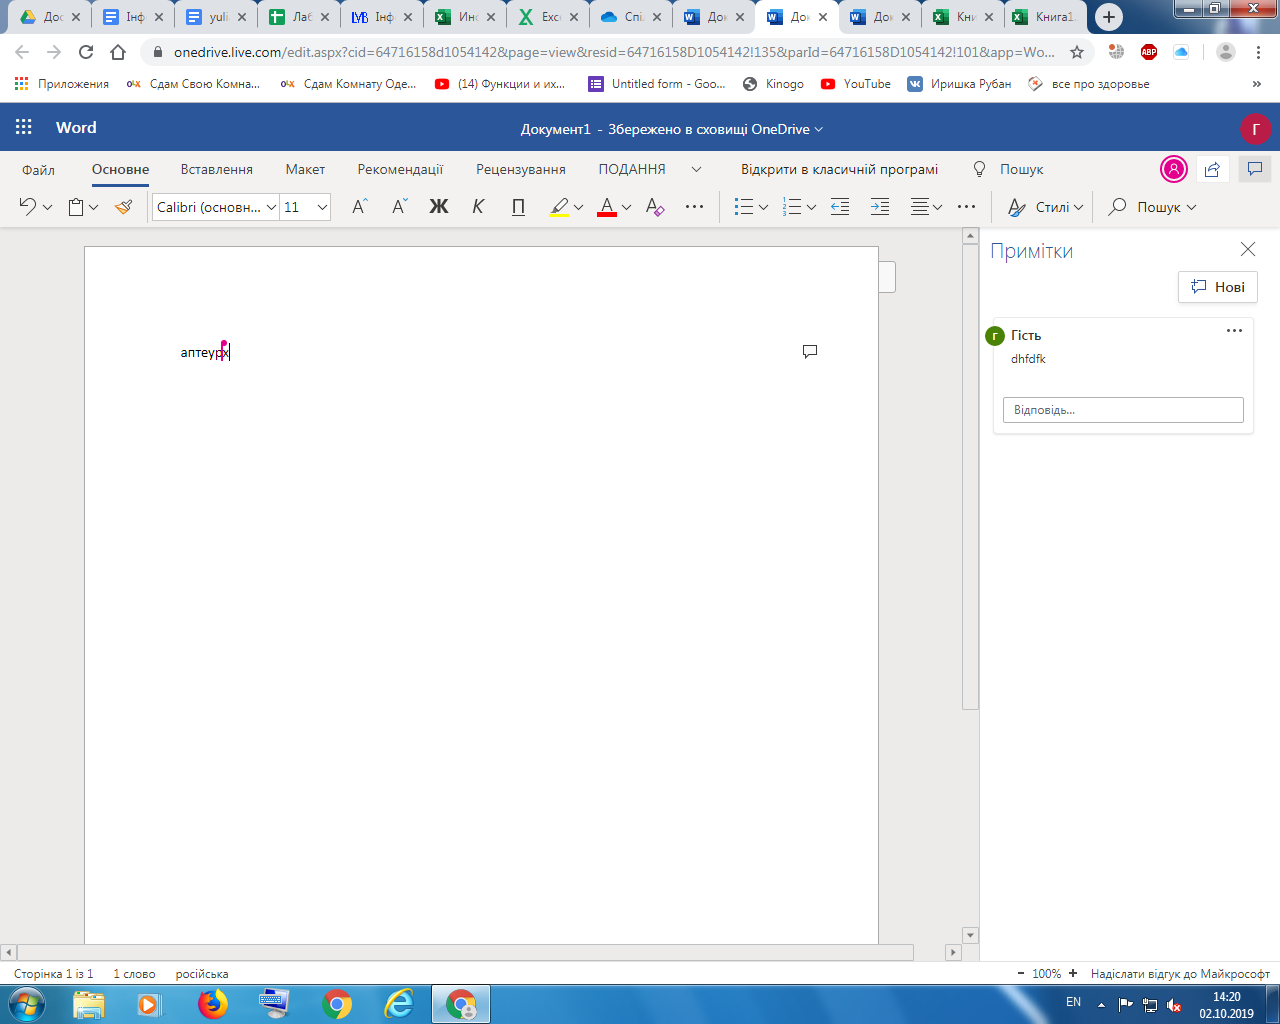 Дос
Інф
yuli
Лаб
Інф
Инс
Exce
Спі
Док
Док
Док
Кни
Книга1.
onedrive.live.com/edit.aspx?cid=64716158d1054142&page=view&resid=64716158D1054142!135&parId=64716158D1054142!101&app=Wo...
ABP
Приложения
Сдам Свою Комна...
Сдам Комнату Оде...
(14) Функции и их...
Untitled form - Goo...
Kinogo
YouTube
Иришка Рубан
все про здоровье
»
Word
Документ1 - Збережено в сховищі OneDrive
Г
Файл
Основне
Вставлення
Макет
Рекомендації
Рецензування
ПОДАННЯ
Відкрити в класичній програмі
Пошук
Calibri (основн...
11
Ж
К
П
Стилі
Пошук
Примітки
Нові
аптеурх
Г
Гість
dhfdfk
Відповідь...
Сторінка 1 із 1
1 слово
російська
− 100% +
Надіслати відгук до Майкрософт
EN
14:20
02.10.2019